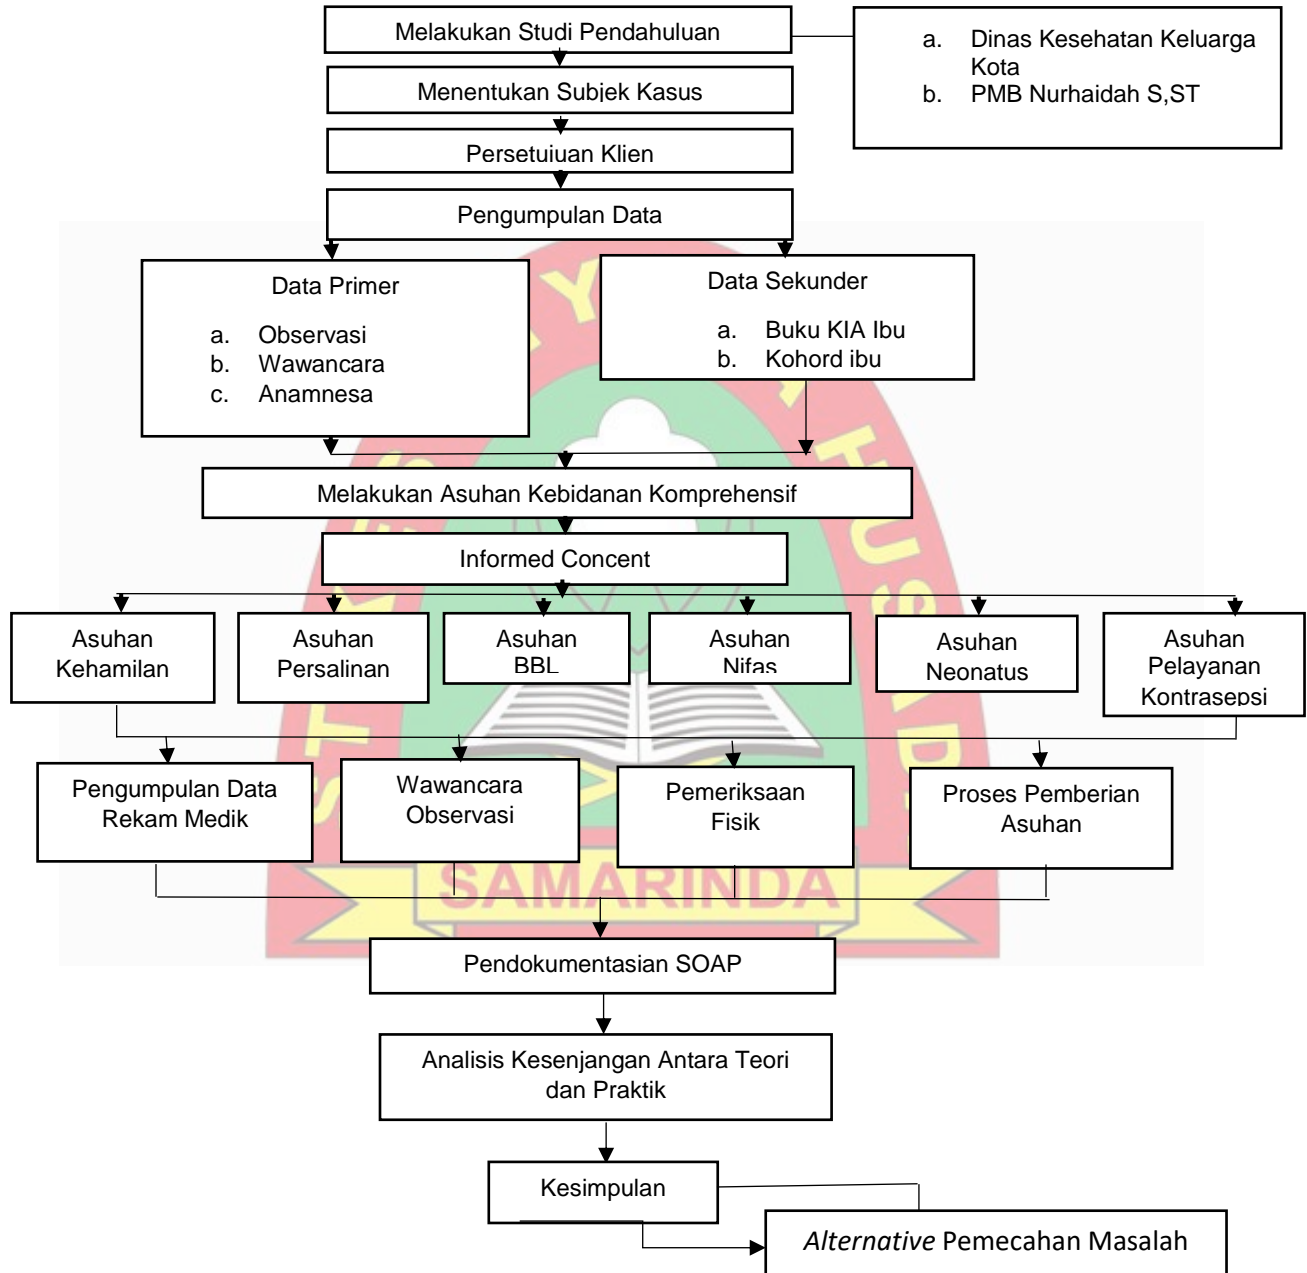 Melakukan Studi Pendahuluan
a. Dinas Kesehatan Keluarga
Kota
b. PMB Nurhaidah S,ST
Menentukan Subjek Kasus
Persetujuan Klien
Pengumpulan Data
Data Primer
a. Observasi
b. Wawancara
c. Anamnesa
Data Sekunder
a. Buku KIA Ibu
b. Kohord ibu
Melakukan Asuhan Kebidanan Komprehensif
Informed Concent
Asuhan
Kehamilan
Asuhan
Persalinan
Asuhan
BBL
Asuhan
Nifas
Asuhan
Neonatus
Asuhan
Pelayanan
Kontrasepsi
Pengumpulan Data
Rekam Medik
Wawancara
Observasi
Pemeriksaan
Fisik
Proses Pemberian
Asuhan
SAMARINDA
Pendokumentasian SOAP
Analisis Kesenjangan Antara Teori
dan Praktik
Kesimpulan
Alternative Pemecahan Masalah